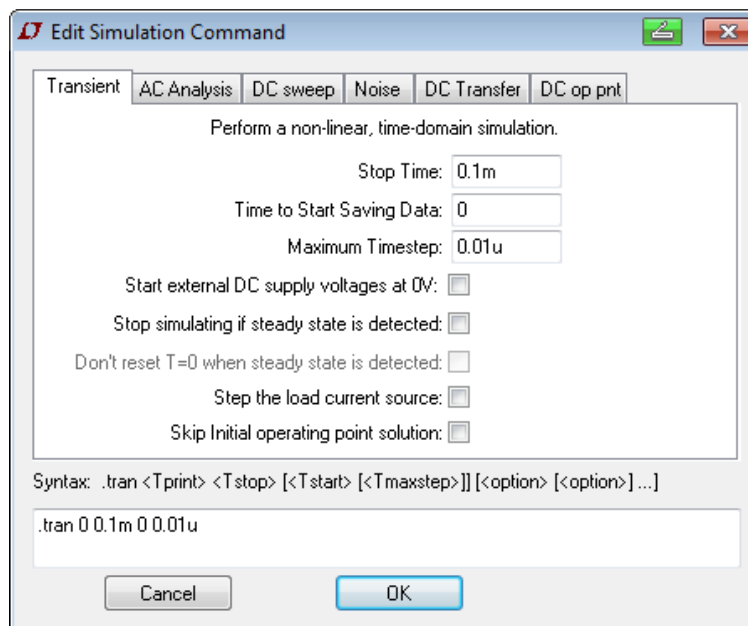 Edit Simulation Command
Transient AC Analysis DC sweep Noise DC Transfer DC op pnt
Perform a non-linear, time-domain simulation.
Stop Time: 0.1m
Time to Start Saving Data: 0
Maximum Timestep: 0.01u
Start external DC supply voltages at 0V:
Stop simulating if steady state is detected:
Don't reset T=0 when steady state is detected:
Step the load current source:
Skip Initial operating point solution:
Syntax: .tran <Tprint> <Tstop> [<Tstart> [<Tmaxstep>]] [<option> [<option>] ...]
.tran 0 0.1m 0 0.01u
Cancel OK